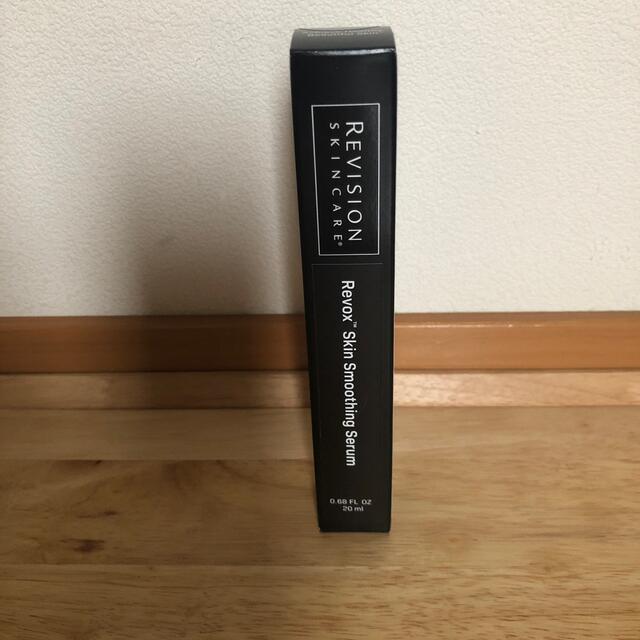 REVISION
SKINCARE®
Revox™ Skin Smoothing Serum
0.68 FL OZ
20 ml